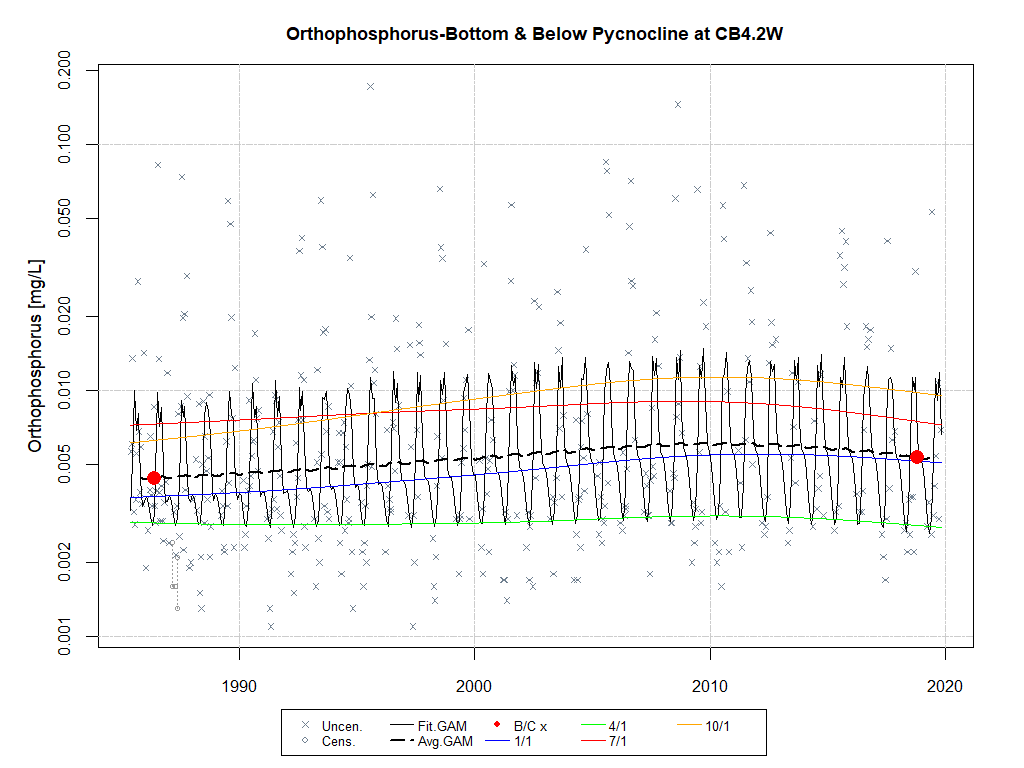 Orthophosphorus-Bottom & Below Pycnocline at CB4.2W
Orthophosphorus [mg/L]
0.200
0.100
0.050
0.020
0.010
0.005
0.002
0.001
1990 2000 2010 2020
Uncen. Fit.GAM B/C x 4/1 10/1
Cens. Avg.GAM 1/1 7/1